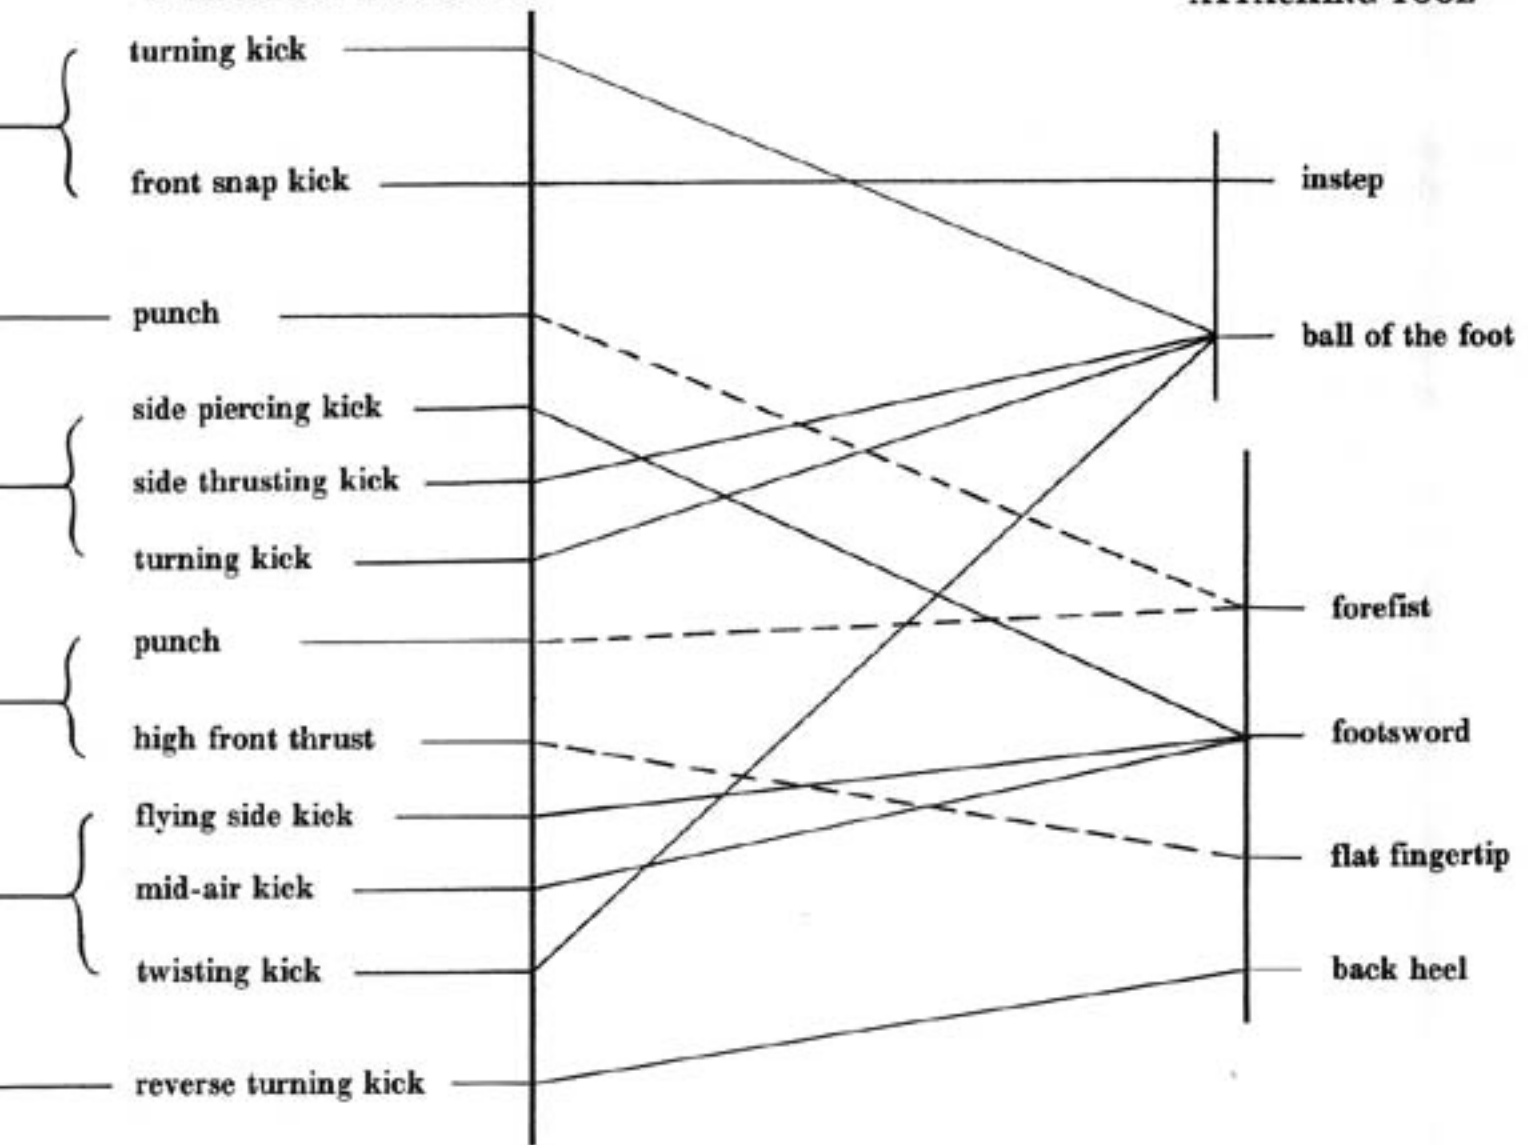 ATTACKING TOOL
turning kick
front snap kick
instep
punch
ball of the foot
side piercing kick
side thrusting kick
turning kick
forefist
punch
high front thrust
footsword
flying side kick
flat fingertip
mid-air kick
twisting kick
back heel
reverse turning kick